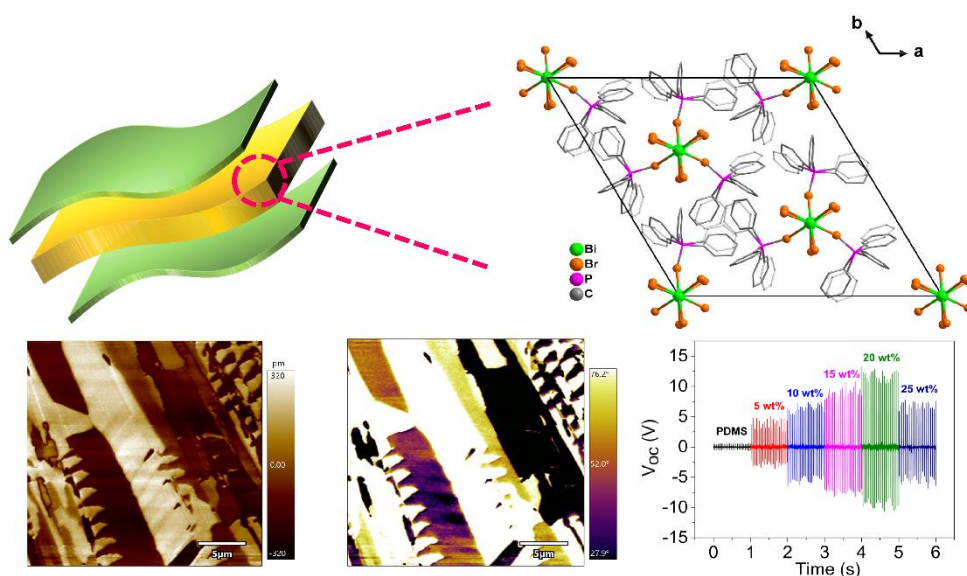 b
a
Bi
Br
P
C
pm
320
0.00
-320
5μm
76.2°
52.0°
27.9°
5μm
15
10
5
0
-5
-10
-15
V_OC (V)
PDMS
5 wt%
10 wt%
15 wt%
20 wt%
25 wt%
0 1 2 3 4 5 6
Time (s)